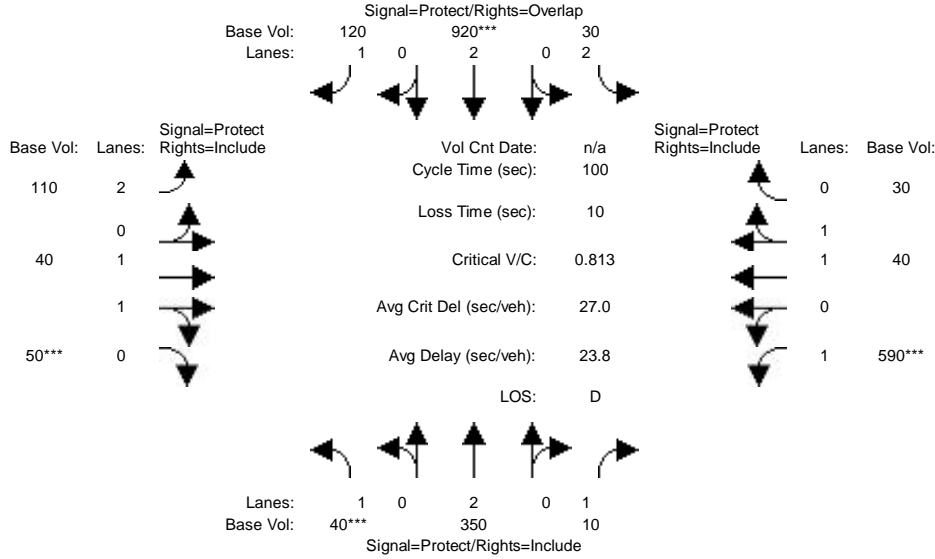 Signal=Protect/Rights=Overlap
Base Vol: 120 920*** 30
Lanes: 1 0 2 0 2
Signal=Protect
Base Vol: Lanes: Rights=Include
Vol Cnt Date: n/a
Signal=Protect
Rights=Include Lanes: Base Vol:
Cycle Time (sec): 100
110 2
0 30
Loss Time (sec): 10
0
1
40 1
Critical V/C: 0.813
1 40
1
Avg Crit Del (sec/veh): 27.0
0
50*** 0
Avg Delay (sec/veh): 23.8
1 590***
LOS: D
Lanes: 1 0 2 0 1
Base Vol: 40*** 350 10
Signal=Protect/Rights=Include